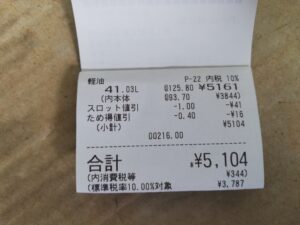 軽油 P-22 内税 10%
41.03L @125.80 ¥5161
(内本体 @93.70 ¥3844)
スロット値引 -1.00 -¥41
ため得値引 -0.40 -¥16
(小計) ¥5104
00216.00
合計 ¥5,104
(内消費税等 ¥344)
(標準税率10.00%対象 ¥3,787